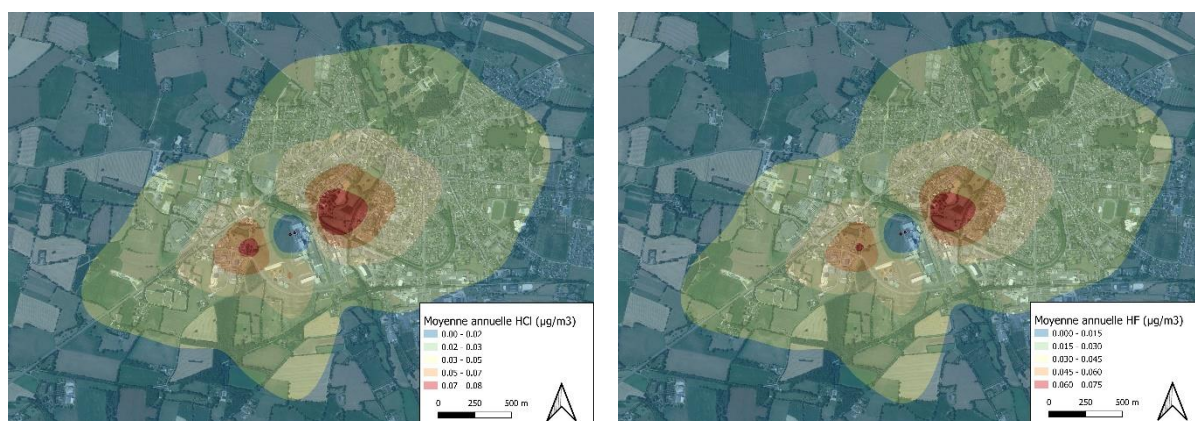 Moyenne annuelle HCl (µg/m3)
0.00 - 0.02
0.02 - 0.03
0.03 - 0.05
0.05 - 0.07
0.07 - 0.08
0 250 500 m
Moyenne annuelle HF (µg/m3)
0.000 - 0.015
0.015 - 0.030
0.030 - 0.045
0.045 - 0.060
0.060 - 0.075
0 250 500 m